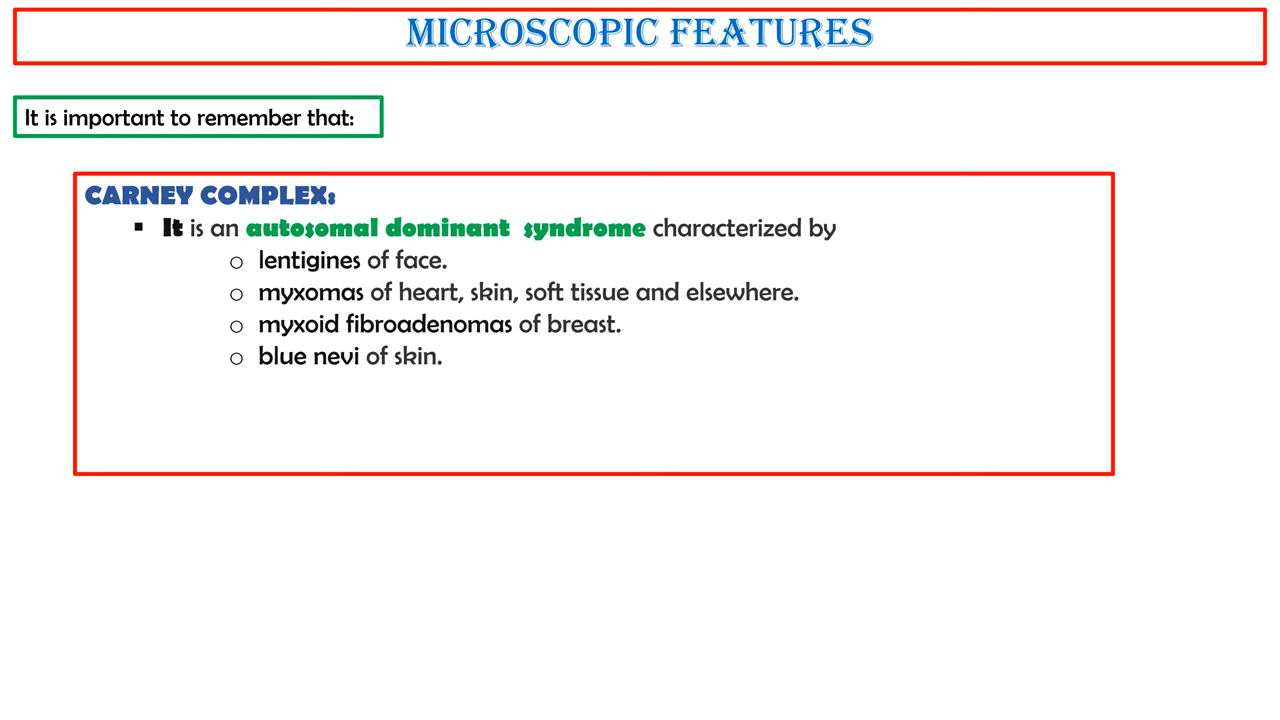 MICROSCOPIC FEATURES
It is important to remember that:
CARNEY COMPLEX:
▪ It is an autosomal dominant syndrome characterized by
o lentigines of face.
o myxomas of heart, skin, soft tissue and elsewhere.
o myxoid fibroadenomas of breast.
o blue nevi of skin.